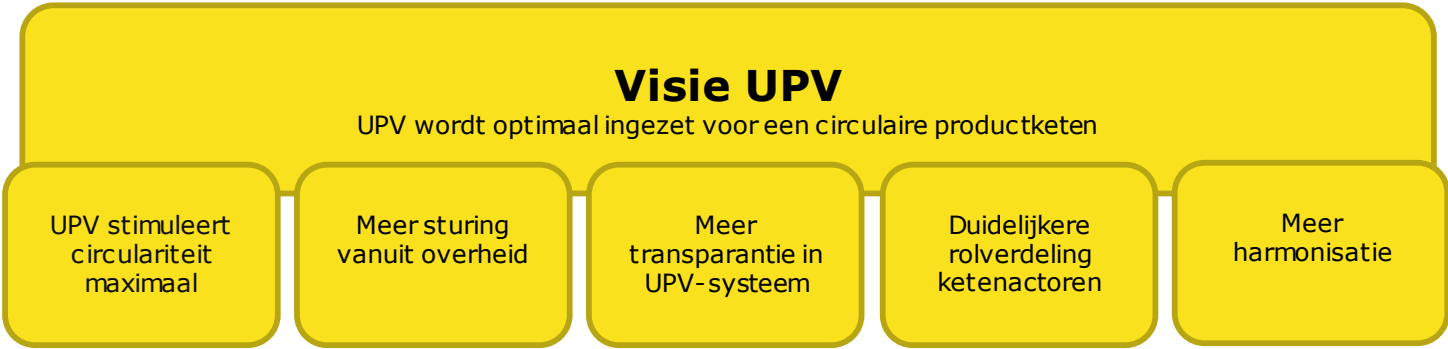 Visie UPV
UPV wordt optimaal ingezet voor een circulaire productketen
UPV stimuleert
circulariteit
maximaal
Meer sturing
vanuit overheid
Meer
transparantie in
UPV-systeem
Duidelijkere
rolverdeling
ketenactoren
Meer
harmonisatie